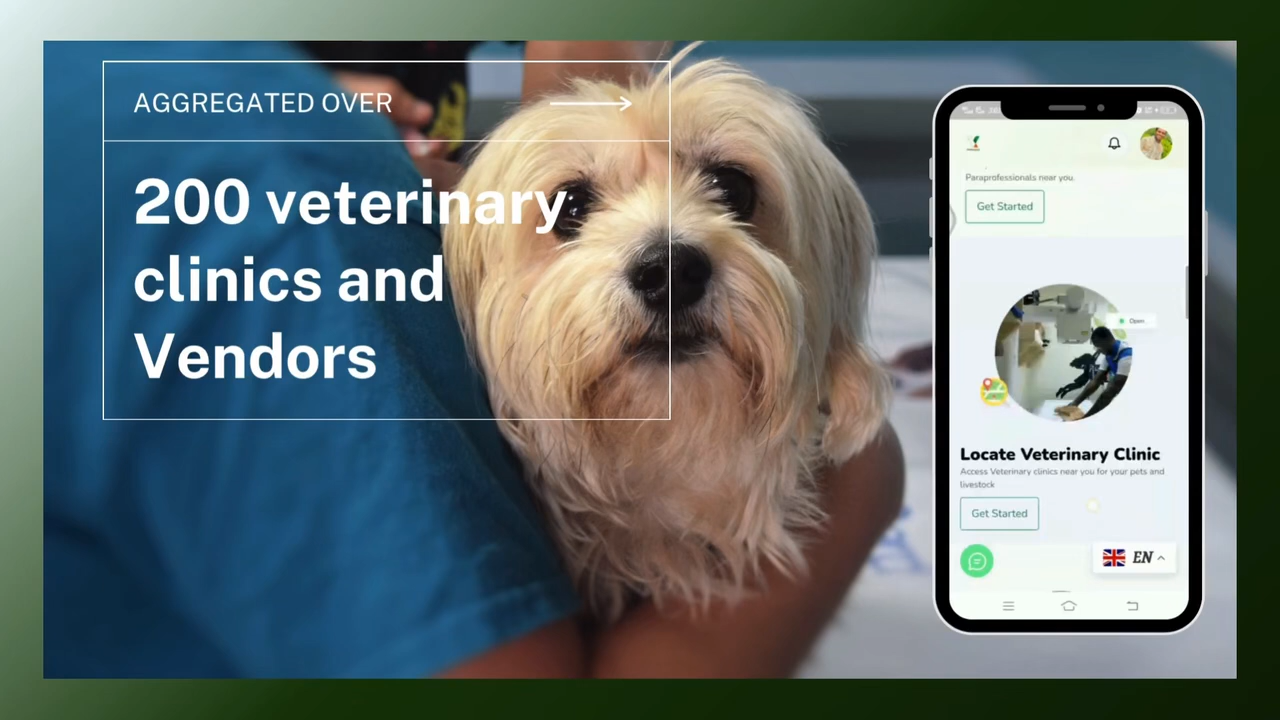 AGGREGATED OVER
200 veterinary
clinics and
Vendors
Paraprofessionals near you.
Get Started
Open
Locate Veterinary Clinic
Access Veterinary clinics near you for your pets and
livestock
Get Started
EN